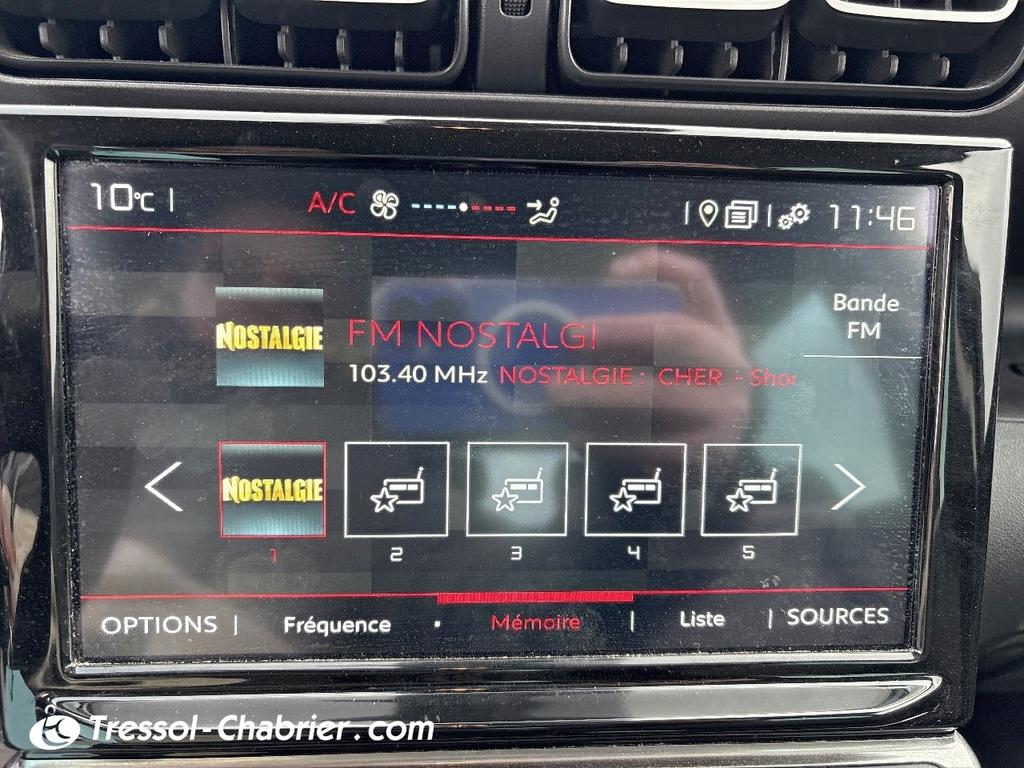 10°C | A/C 11:46
NOSTALGIE
FM NOSTALGI
103.40 MHz NOSTALGIE : CHER - Sho
Bande
FM
NOSTALGIE
1 2 3 4 5
OPTIONS | Fréquence · Mémoire | Liste | SOURCES
Tressol-Chabrier.com